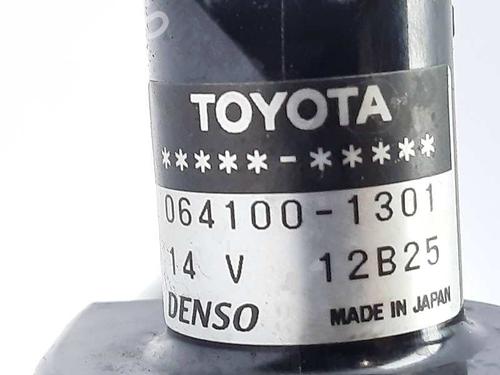 TOYOTA
*****-*****
064100-1301
14 V 12B25
DENSO MADE IN JAPAN